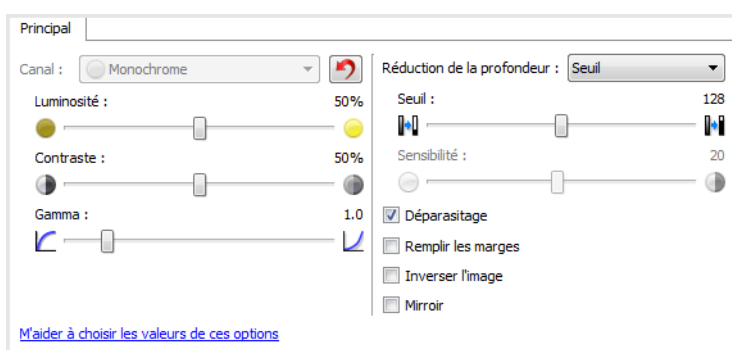 Principal
Canal :
Monochrome
Luminosité :
50%
Contraste :
50%
Gamma :
1.0
M'aider à choisir les valeurs de ces options
Réduction de la profondeur :
Seuil
Seuil :
128
Sensibilité :
20
Déparasitage
Remplir les marges
Inverser l'image
Mirroir